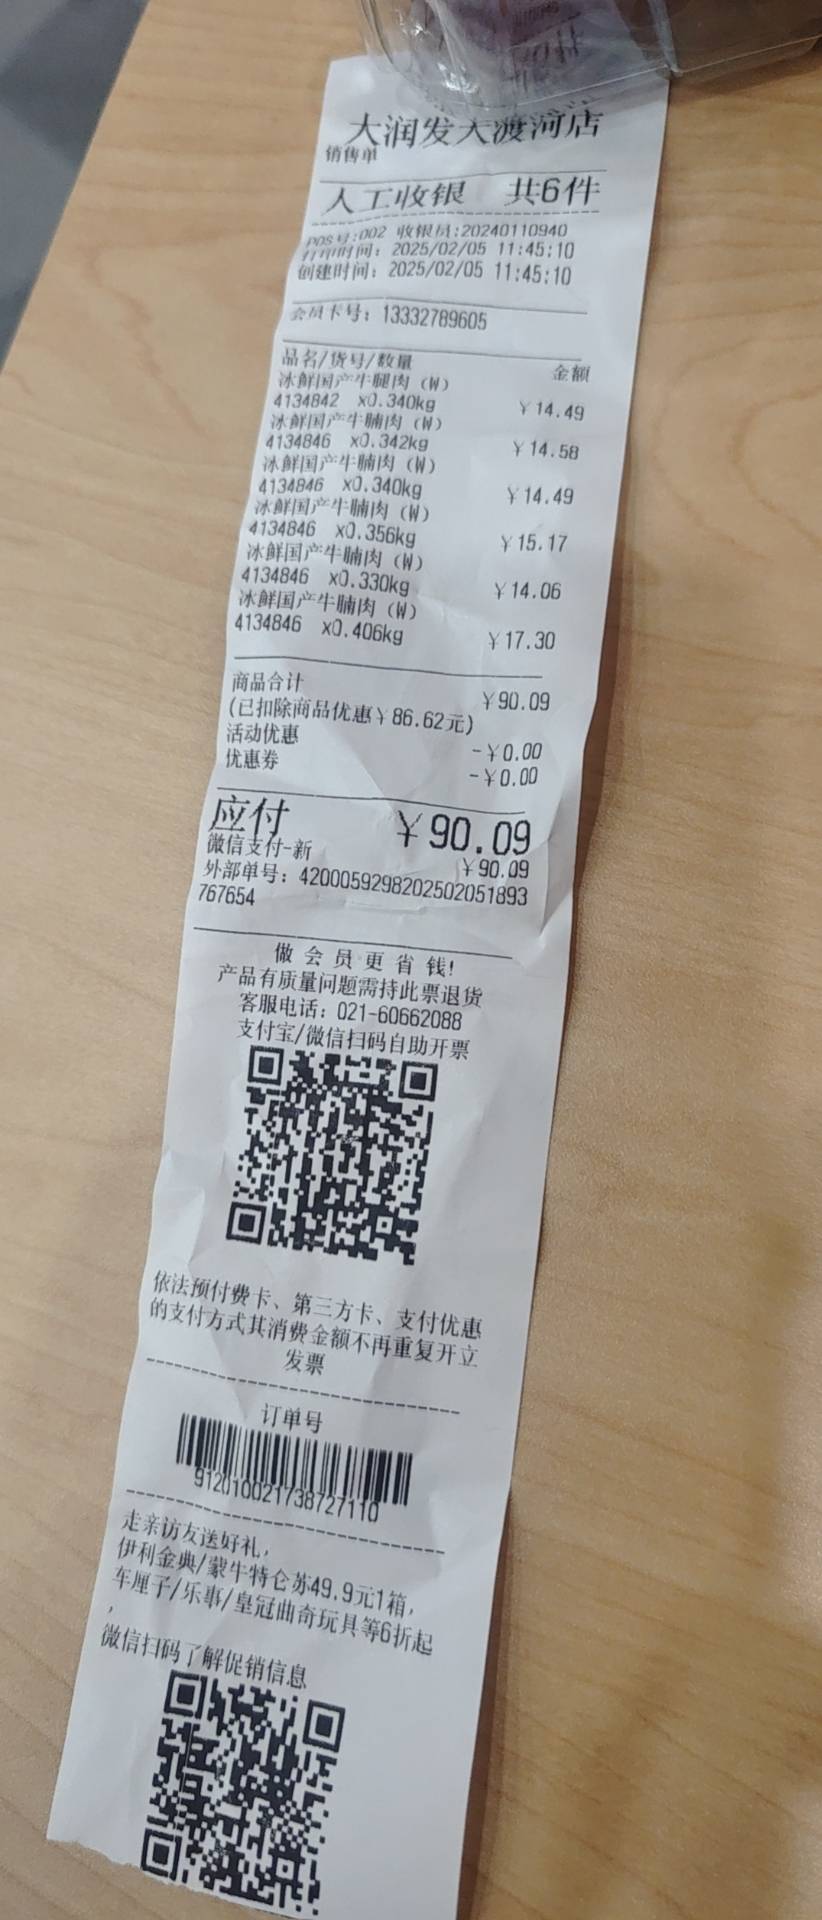 大润发大渡河店
销售单
人工收银 共6件
POS号:002 收银员:20240110940
打印时间: 2025/02/05 11:45:10
创建时间: 2025/02/05 11:45:10
会员卡号: 13332789605
品名/货号/数量 金额
冰鲜国产牛腿肉(W)
4134842 x0.340kg ¥14.49
冰鲜国产牛腩肉(W)
4134846 x0.342kg ¥14.58
冰鲜国产牛腩肉(W)
4134846 x0.340kg ¥14.49
冰鲜国产牛腩肉(W)
4134846 x0.356kg ¥15.17
冰鲜国产牛腩肉(W)
4134846 x0.330kg ¥14.06
冰鲜国产牛腩肉(W)
4134846 x0.406kg ¥17.30
商品合计 ¥90.09
(已扣除商品优惠¥86.62元)
活动优惠 -¥0.00
优惠券 -¥0.00
应付 ¥90.09
微信支付-新 ¥90.09
外部单号: 4200059298202502051893
767654
做会员更省钱!
产品有质量问题需持此票退货
客服电话: 021-60662088
支付宝/微信扫码自助开票
依法预付费卡、第三方卡、支付优惠
的支付方式其消费金额不再重复开立
发票
订单号
912010021738727110
走亲访友送好礼,
伊利金典/蒙牛特仑苏49.9元1箱,
车厘子/乐事/皇冠曲奇玩具等6折起
,
微信扫码了解促销信息